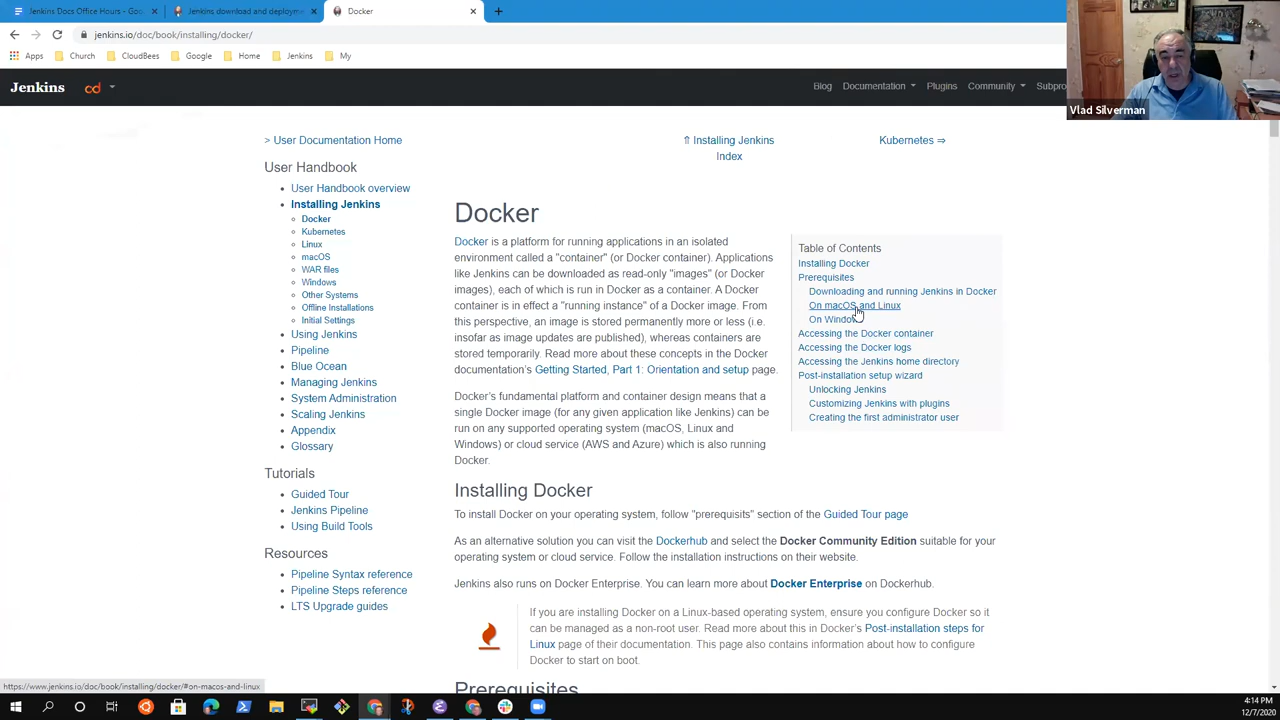 Jenkins Docs Office Hours - Goo
Jenkins download and deploym
Docker
jenkins.io/doc/book/installing/docker/
Apps
Church
CloudBees
Google
Home
Jenkins
My
Jenkins
cd
Blog
Documentation
Plugins
Community
Subpro
Vlad Silverman
> User Documentation Home
⇑ Installing Jenkins
Index
Kubernetes ⇒
User Handbook
User Handbook overview
Installing Jenkins
Docker
Kubernetes
Linux
macOS
WAR files
Windows
Other Systems
Offline Installations
Initial Settings
Using Jenkins
Pipeline
Blue Ocean
Managing Jenkins
System Administration
Scaling Jenkins
Appendix
Glossary
Tutorials
Guided Tour
Jenkins Pipeline
Using Build Tools
Resources
Pipeline Syntax reference
Pipeline Steps reference
LTS Upgrade guides
Docker
Docker is a platform for running applications in an isolated
environment called a "container" (or Docker container). Applications
like Jenkins can be downloaded as read-only "images" (or Docker
images), each of which is run in Docker as a container. A Docker
container is in effect a "running instance" of a Docker image. From
this perspective, an image is stored permanently more or less (i.e.
insofar as image updates are published), whereas containers are
stored temporarily. Read more about these concepts in the Docker
documentation's Getting Started, Part 1: Orientation and setup page.
Docker's fundamental platform and container design means that a
single Docker image (for any given application like Jenkins) can be
run on any supported operating system (macOS, Linux and
Windows) or cloud service (AWS and Azure) which is also running
Docker.
Table of Contents
Installing Docker
Prerequisites
Downloading and running Jenkins in Docker
On macOS and Linux
On Window
Accessing the Docker container
Accessing the Docker logs
Accessing the Jenkins home directory
Post-installation setup wizard
Unlocking Jenkins
Customizing Jenkins with plugins
Creating the first administrator user
Installing Docker
To install Docker on your operating system, follow "prerequisits" section of the Guided Tour page
As an alternative solution you can visit the Dockerhub and select the Docker Community Edition suitable for your
operating system or cloud service. Follow the installation instructions on their website.
Jenkins also runs on Docker Enterprise. You can learn more about Docker Enterprise on Dockerhub.
If you are installing Docker on a Linux-based operating system, ensure you configure Docker so it
can be managed as a non-root user. Read more about this in Docker's Post-installation steps for
Linux page of their documentation. This page also contains information about how to configure
Docker to start on boot.
Prerequisites
https://www.jenkins.io/doc/book/installing/docker/#on-macos-and-linux
4:14 PM
12/7/2020